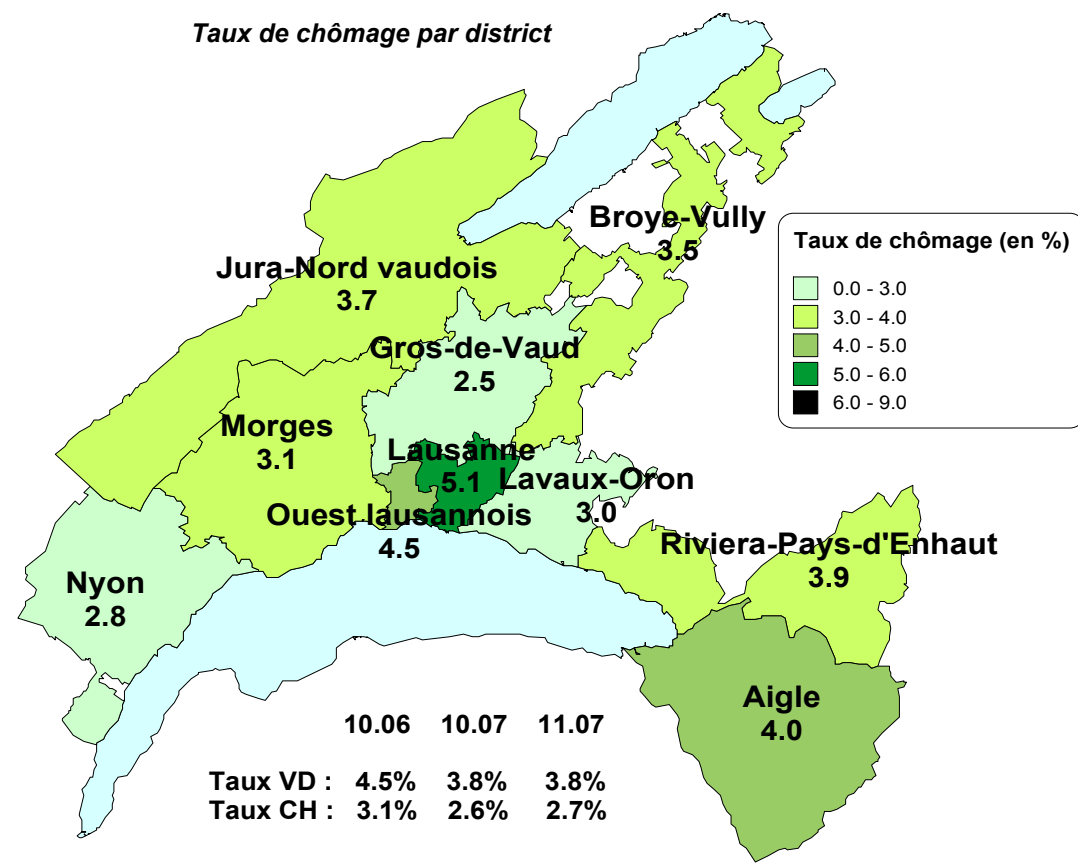 Taux de chômage par district
Broye-Vully
3.5
Jura-Nord vaudois
3.7
Gros-de-Vaud
2.5
Morges
3.1
Lausanne
5.1
Lavaux-Oron
3.0
Ouest lausannois
4.5
Riviera-Pays-d'Enhaut
3.9
Nyon
2.8
Aigle
4.0
Taux de chômage (en %)
0.0 - 3.0
3.0 - 4.0
4.0 - 5.0
5.0 - 6.0
6.0 - 9.0
10.06 10.07 11.07
Taux VD : 4.5% 3.8% 3.8%
Taux CH : 3.1% 2.6% 2.7%